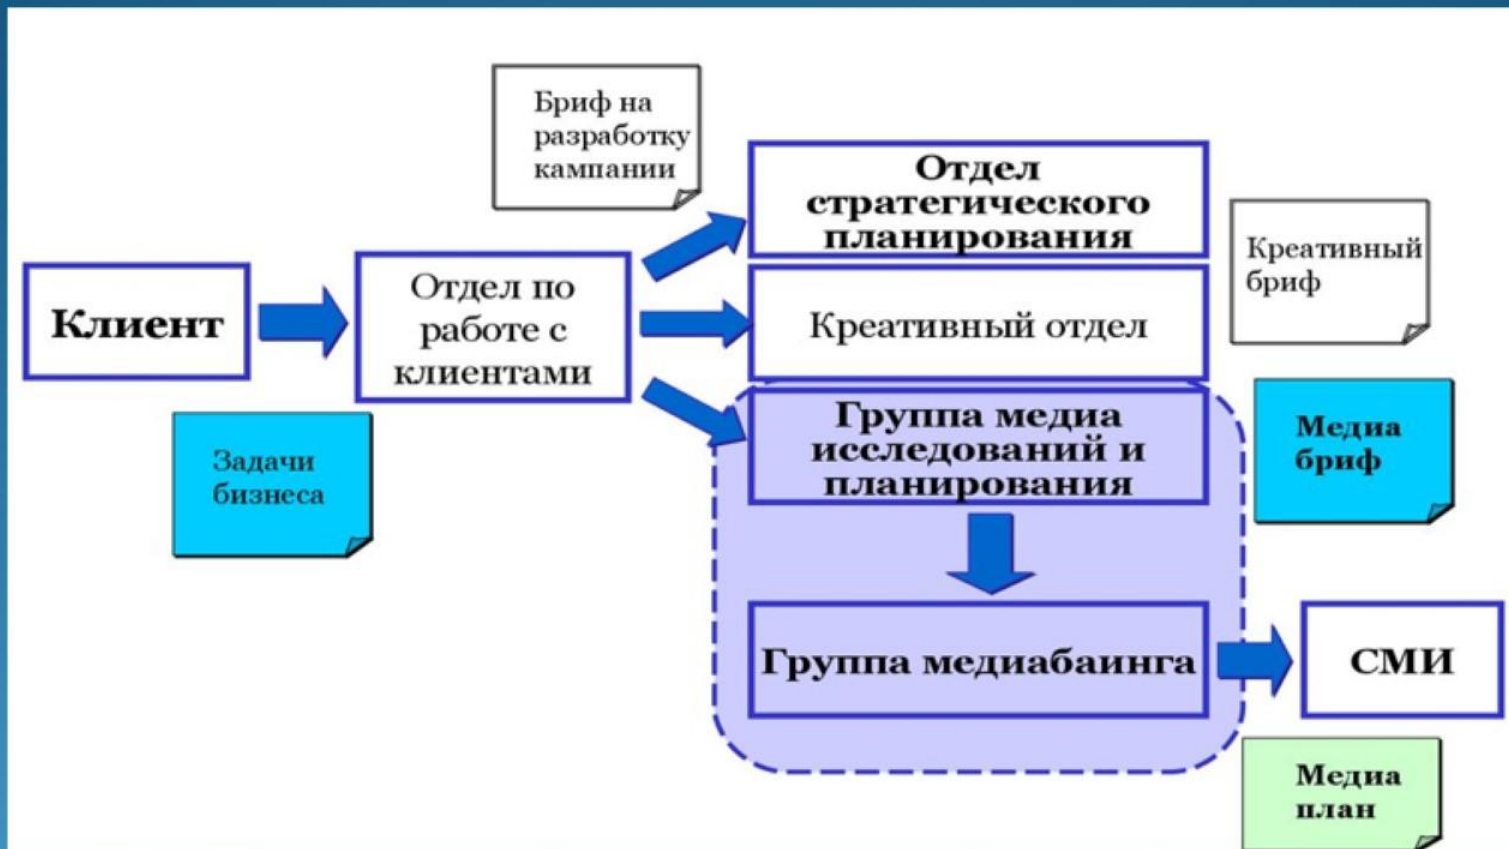 Бриф на
разработку
кампании
Отдел
стратегического
планирования
Креативный
бриф
Клиент
Отдел по
работе с
клиентами
Креативный отдел
Задачи
бизнеса
Группа медиа
исследований и
планирования
Медиа
бриф
Группа медиабаинга
СМИ
Медиа
план